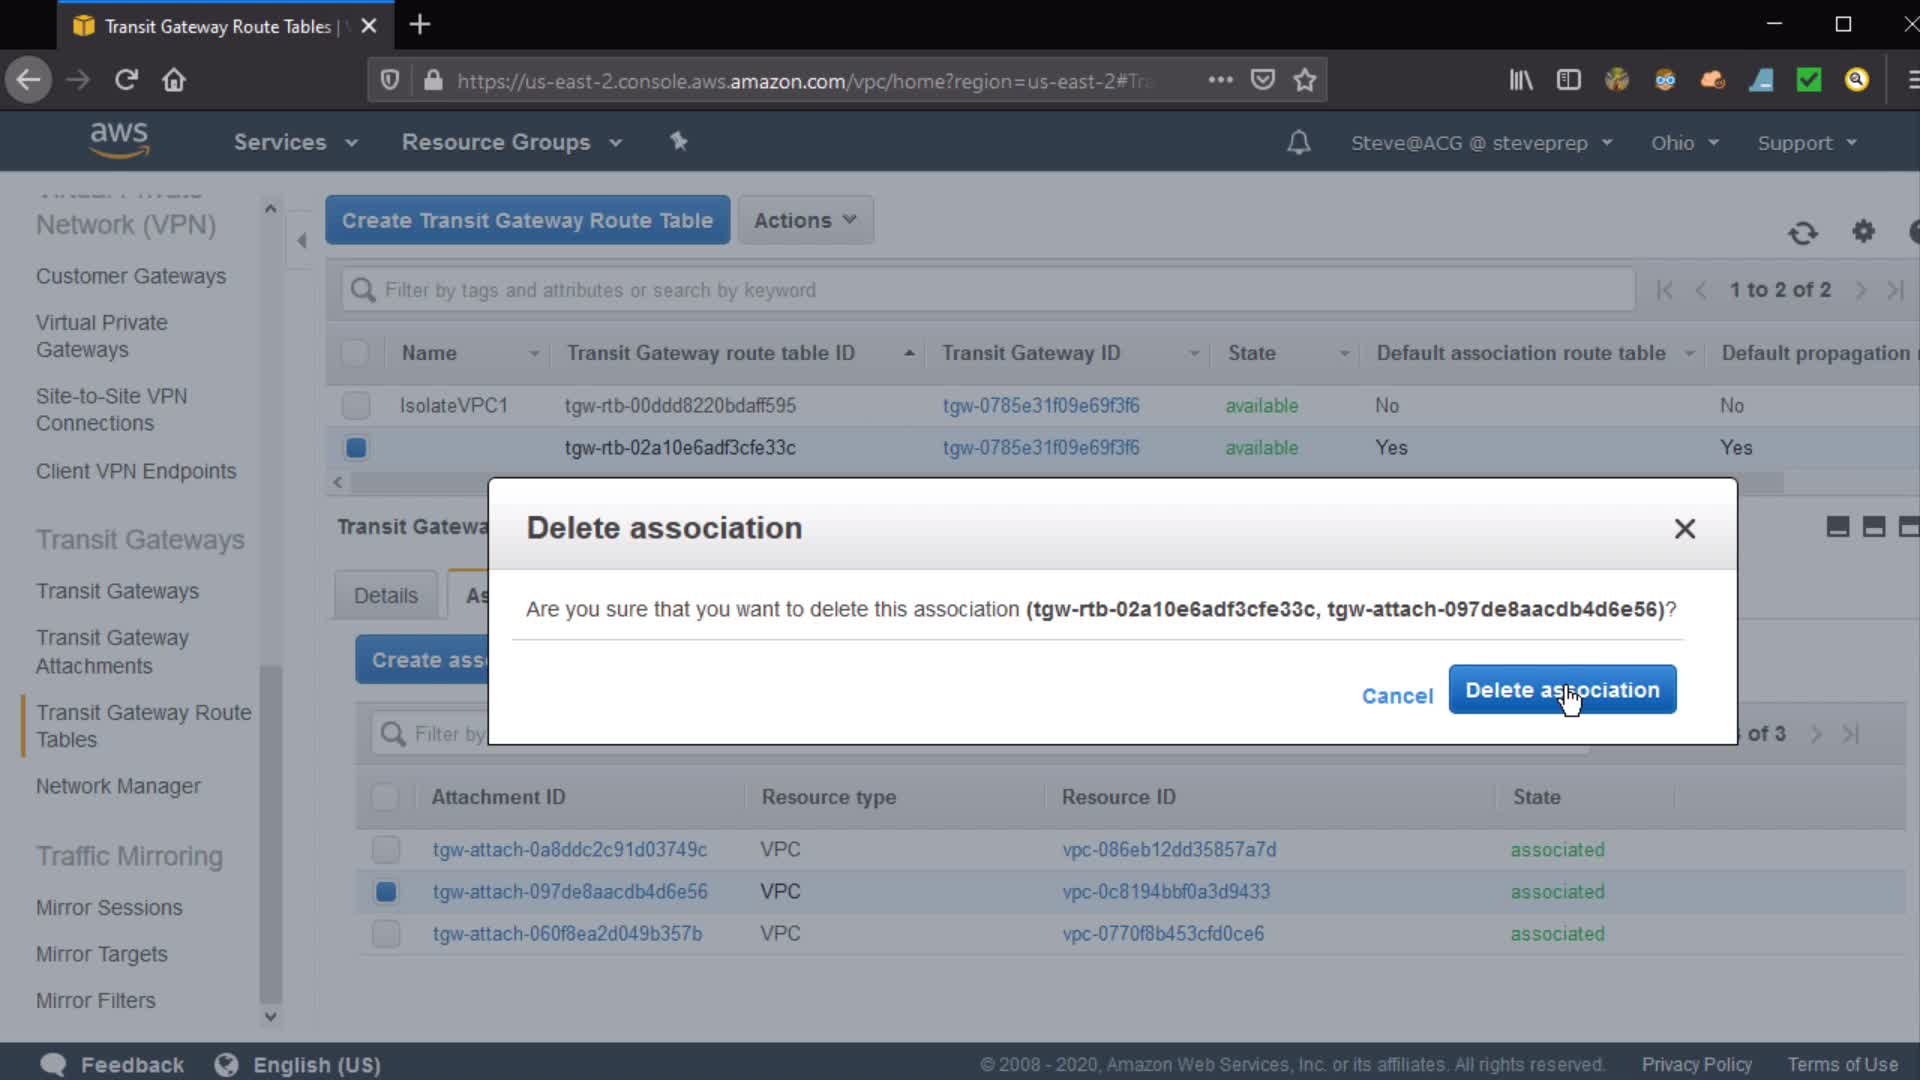 Transit Gateway Route Tables |
https://us-east-2.console.aws.amazon.com/vpc/home?region=us-east-2#Tra
aws
Services
Resource Groups
Steve@ACG @ steveprep
Ohio
Support
Network (VPN)
Customer Gateways
Virtual Private
Gateways
Site-to-Site VPN
Connections
Client VPN Endpoints
Transit Gateways
Transit Gateways
Transit Gateway
Attachments
Transit Gateway Route
Tables
Network Manager
Traffic Mirroring
Mirror Sessions
Mirror Targets
Mirror Filters
Create Transit Gateway Route Table
Actions
Filter by tags and attributes or search by keyword
1 to 2 of 2
Name Transit Gateway route table ID Transit Gateway ID State Default association route table Default propagation
IsolateVPC1 tgw-rtb-00ddd8220bdaff595 tgw-0785e31f09e69f3f6 available No No
tgw-rtb-02a10e6adf3cfe33c tgw-0785e31f09e69f3f6 available Yes Yes
Transit Gatewa
Details
As
Create ass
Filter by
of 3
Delete association
Are you sure that you want to delete this association (tgw-rtb-02a10e6adf3cfe33c, tgw-attach-097de8aacdb4d6e56)?
Cancel
Delete association
Attachment ID Resource type Resource ID State
tgw-attach-0a8ddc2c91d03749c VPC vpc-086eb12dd35857a7d associated
tgw-attach-097de8aacdb4d6e56 VPC vpc-0c8194bbf0a3d9433 associated
tgw-attach-060f8ea2d049b357b VPC vpc-0770f8b453cfd0ce6 associated
Feedback
English (US)
© 2008 - 2020, Amazon Web Services, Inc. or its affiliates. All rights reserved.
Privacy Policy
Terms of Use